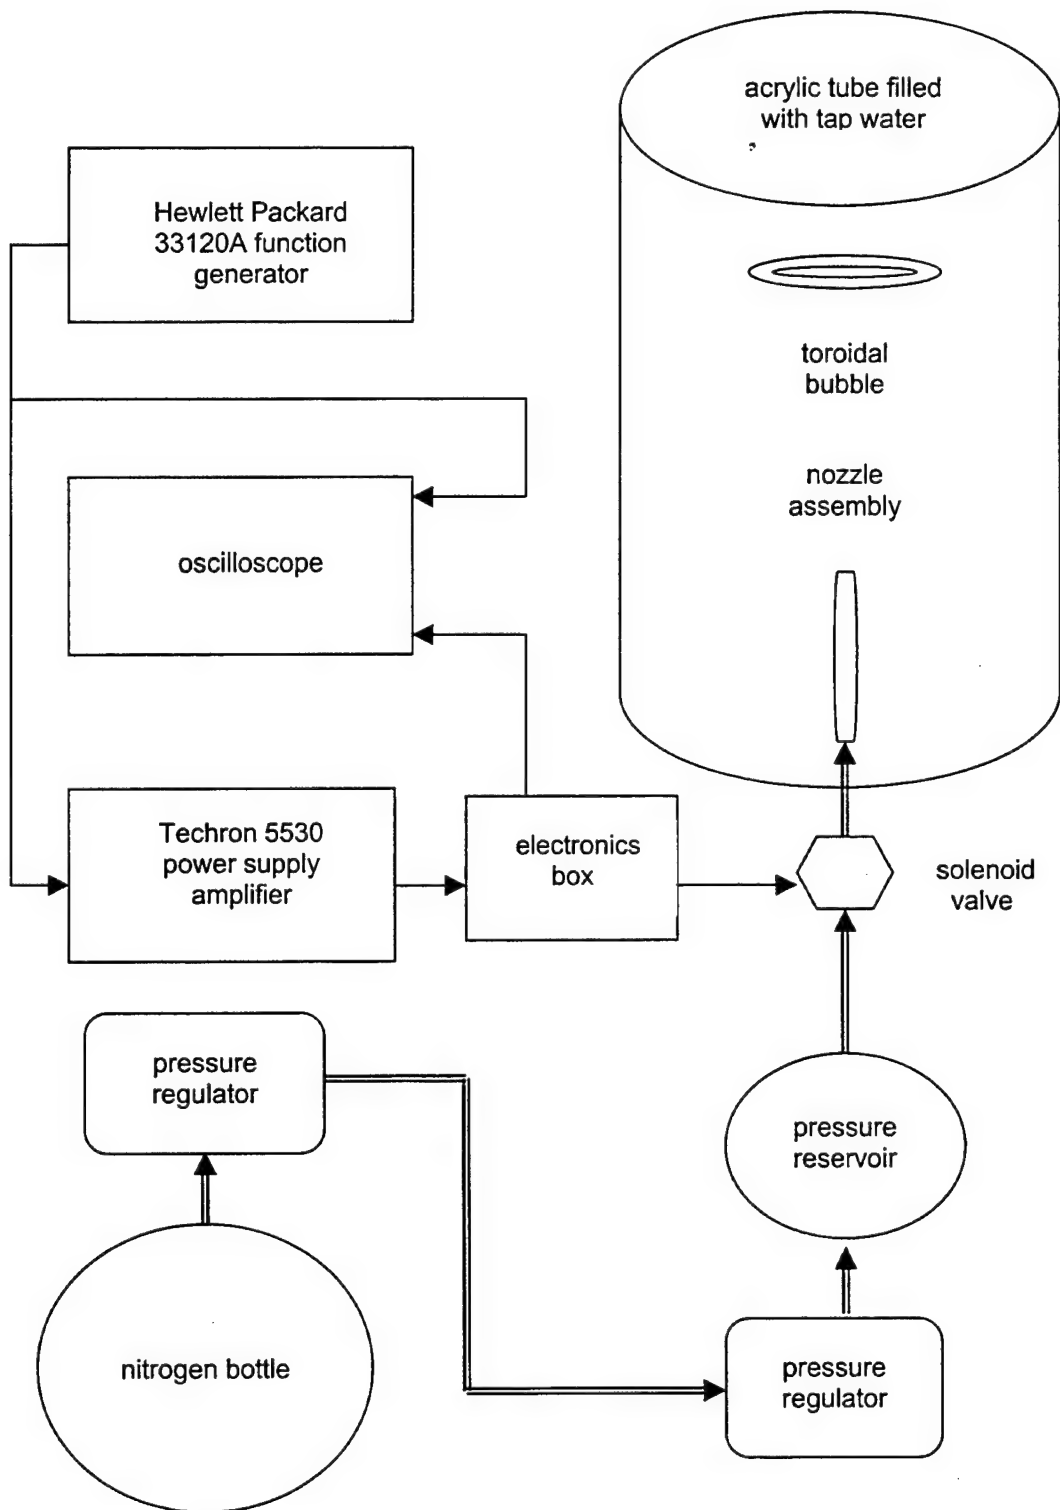 acrylic tube filled
with tap water
Hewlett Packard
33120A function
generator
toroidal
bubble
nozzle
assembly
oscilloscope
Techron 5530
power supply
amplifier
electronics
box
solenoid
valve
pressure
regulator
pressure
reservoir
nitrogen bottle
pressure
regulator